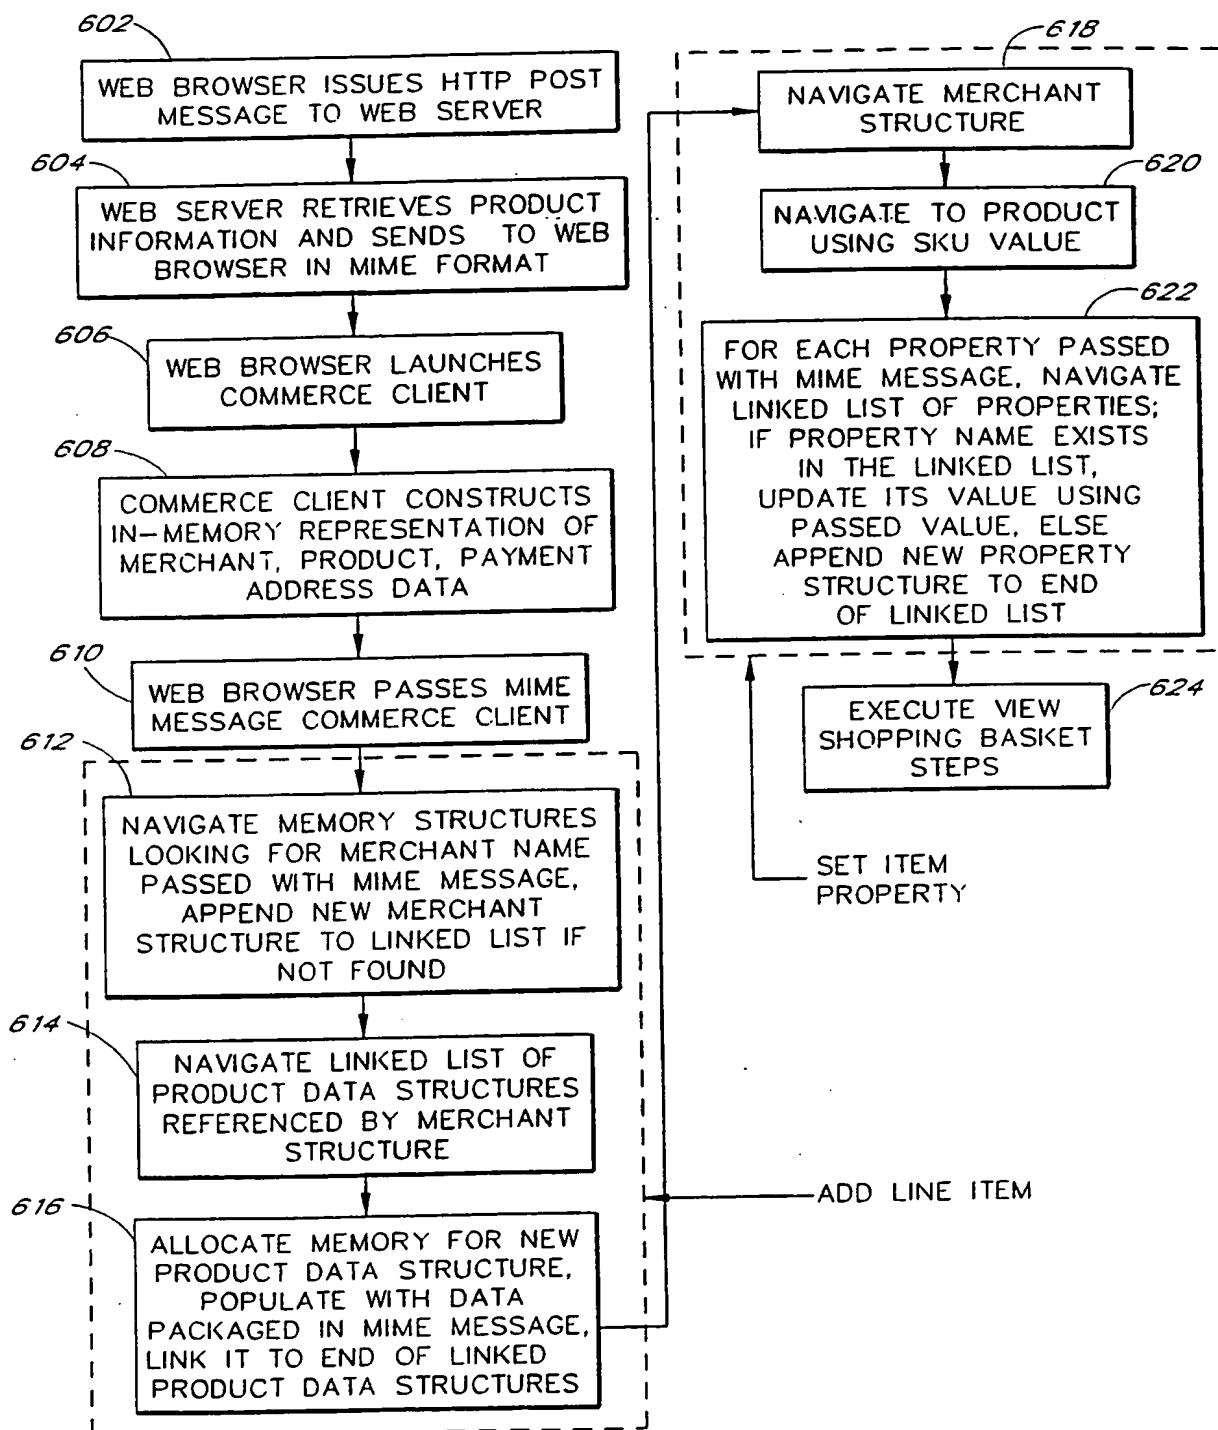 602
WEB BROWSER ISSUES HTTP POST
MESSAGE TO WEB SERVER
604
WEB SERVER RETRIEVES PRODUCT
INFORMATION AND SENDS TO WEB
BROWSER IN MIME FORMAT
606
WEB BROWSER LAUNCHES
COMMERCE CLIENT
608
COMMERCE CLIENT CONSTRUCTS
IN-MEMORY REPRESENTATION OF
MERCHANT, PRODUCT, PAYMENT
ADDRESS DATA
610
WEB BROWSER PASSES MIME
MESSAGE COMMERCE CLIENT
612
NAVIGATE MEMORY STRUCTURES
LOOKING FOR MERCHANT NAME
PASSED WITH MIME MESSAGE,
APPEND NEW MERCHANT
STRUCTURE TO LINKED LIST IF
NOT FOUND
614
NAVIGATE LINKED LIST OF
PRODUCT DATA STRUCTURES
REFERENCED BY MERCHANT
STRUCTURE
616
ALLOCATE MEMORY FOR NEW
PRODUCT DATA STRUCTURE,
POPULATE WITH DATA
PACKAGED IN MIME MESSAGE,
LINK IT TO END OF LINKED
PRODUCT DATA STRUCTURES
ADD LINE ITEM
618
NAVIGATE MERCHANT
STRUCTURE
620
NAVIGATE TO PRODUCT
USING SKU VALUE
622
FOR EACH PROPERTY PASSED
WITH MIME MESSAGE, NAVIGATE
LINKED LIST OF PROPERTIES;
IF PROPERTY NAME EXISTS
IN THE LINKED LIST,
UPDATE ITS VALUE USING
PASSED VALUE, ELSE
APPEND NEW PROPERTY
STRUCTURE TO END
OF LINKED LIST
624
EXECUTE VIEW
SHOPPING BASKET
STEPS
SET ITEM
PROPERTY